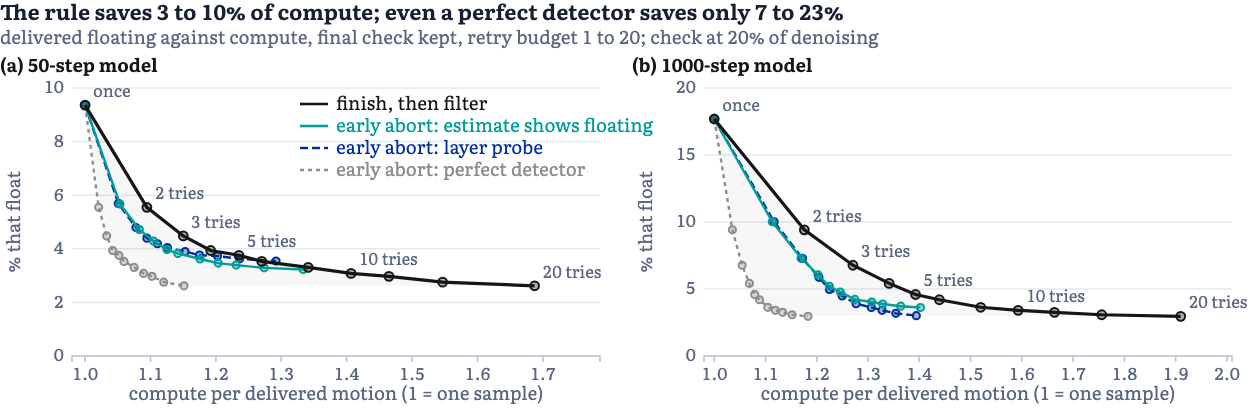 The rule saves 3 to 10% of compute; even a perfect detector saves only 7 to 23%
delivered floating against compute, final check kept, retry budget 1 to 20; check at 20% of denoising
(a) 50-step model
% that float
10
8
6
4
2
0
once
2 tries
3 tries
5 tries
10 tries
20 tries
finish, then filter
early abort: estimate shows floating
early abort: layer probe
early abort: perfect detector
1.0 1.1 1.2 1.3 1.4 1.5 1.6 1.7
compute per delivered motion (1 = one sample)
(b) 1000-step model
% that float
20
15
10
5
0
once
2 tries
3 tries
5 tries
10 tries
20 tries
1.0 1.1 1.2 1.3 1.4 1.5 1.6 1.7 1.8 1.9 2.0
compute per delivered motion (1 = one sample)